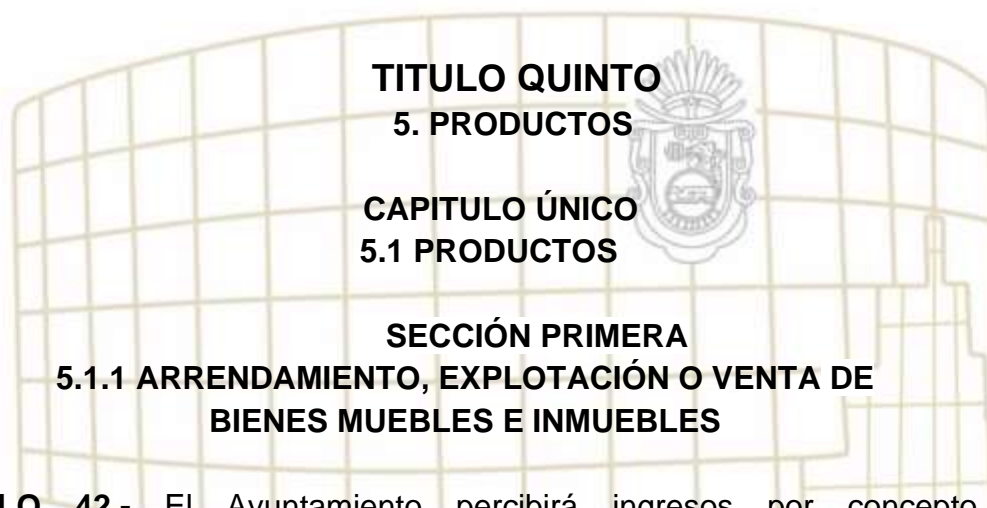 TITULO QUINTO
5. PRODUCTOS
CAPITULO ÚNICO
5.1 PRODUCTOS
SECCIÓN PRIMERA
5.1.1 ARRENDAMIENTO, EXPLOTACIÓN O VENTA DE
BIENES MUEBLES E INMUEBLES
LO 42.- El Ayuntamiento percibirá ingresos por concepto